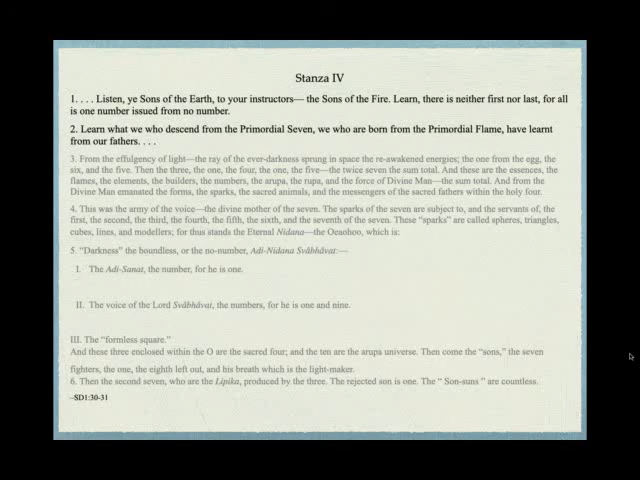 Stanza IV
1. . . . Listen, ye Sons of the Earth, to your instructors— the Sons of the Fire. Learn, there is neither first nor last, for all
is one number issued from no number.
2. Learn what we who descend from the Primordial Seven, we who are born from the Primordial Flame, have learnt
from our fathers. . . .
3. From the effulgency of light—the ray of the ever-darkness sprung in space the re-awakened energies; the one from the egg, the
six, and the five. Then the three, the one, the four, the one, the five—the twice seven the sum total. And these are the essences, the
flames, the elements, the builders, the numbers, the arupa, the rupa, and the force of Divine Man—the sum total. And from the
Divine Man emanated the forms, the sparks, the sacred animals, and the messengers of the sacred fathers within the holy four.
4. This was the army of the voice—the divine mother of the seven. The sparks of the seven are subject to, and the servants of, the
first, the second, the third, the fourth, the fifth, the sixth, and the seventh of the seven. These “sparks” are called spheres, triangles,
cubes, lines, and modellers; for thus stands the Eternal Nidana—the Oeaohoo, which is:
5. “Darkness” the boundless, or the no-number, Adi-Nidana Svâbhâvat:—
I. The Adi-Sanat, the number, for he is one.
II. The voice of the Lord Svâbhâvat, the numbers, for he is one and nine.
III. The “formless square.”
And these three enclosed within the O are the sacred four; and the ten are the arupa universe. Then come the “sons,” the seven
fighters, the one, the eighth left out, and his breath which is the light-maker.
6. Then the second seven, who are the Lipika, produced by the three. The rejected son is one. The “ Son-suns ” are countless.
–SD1:30-31